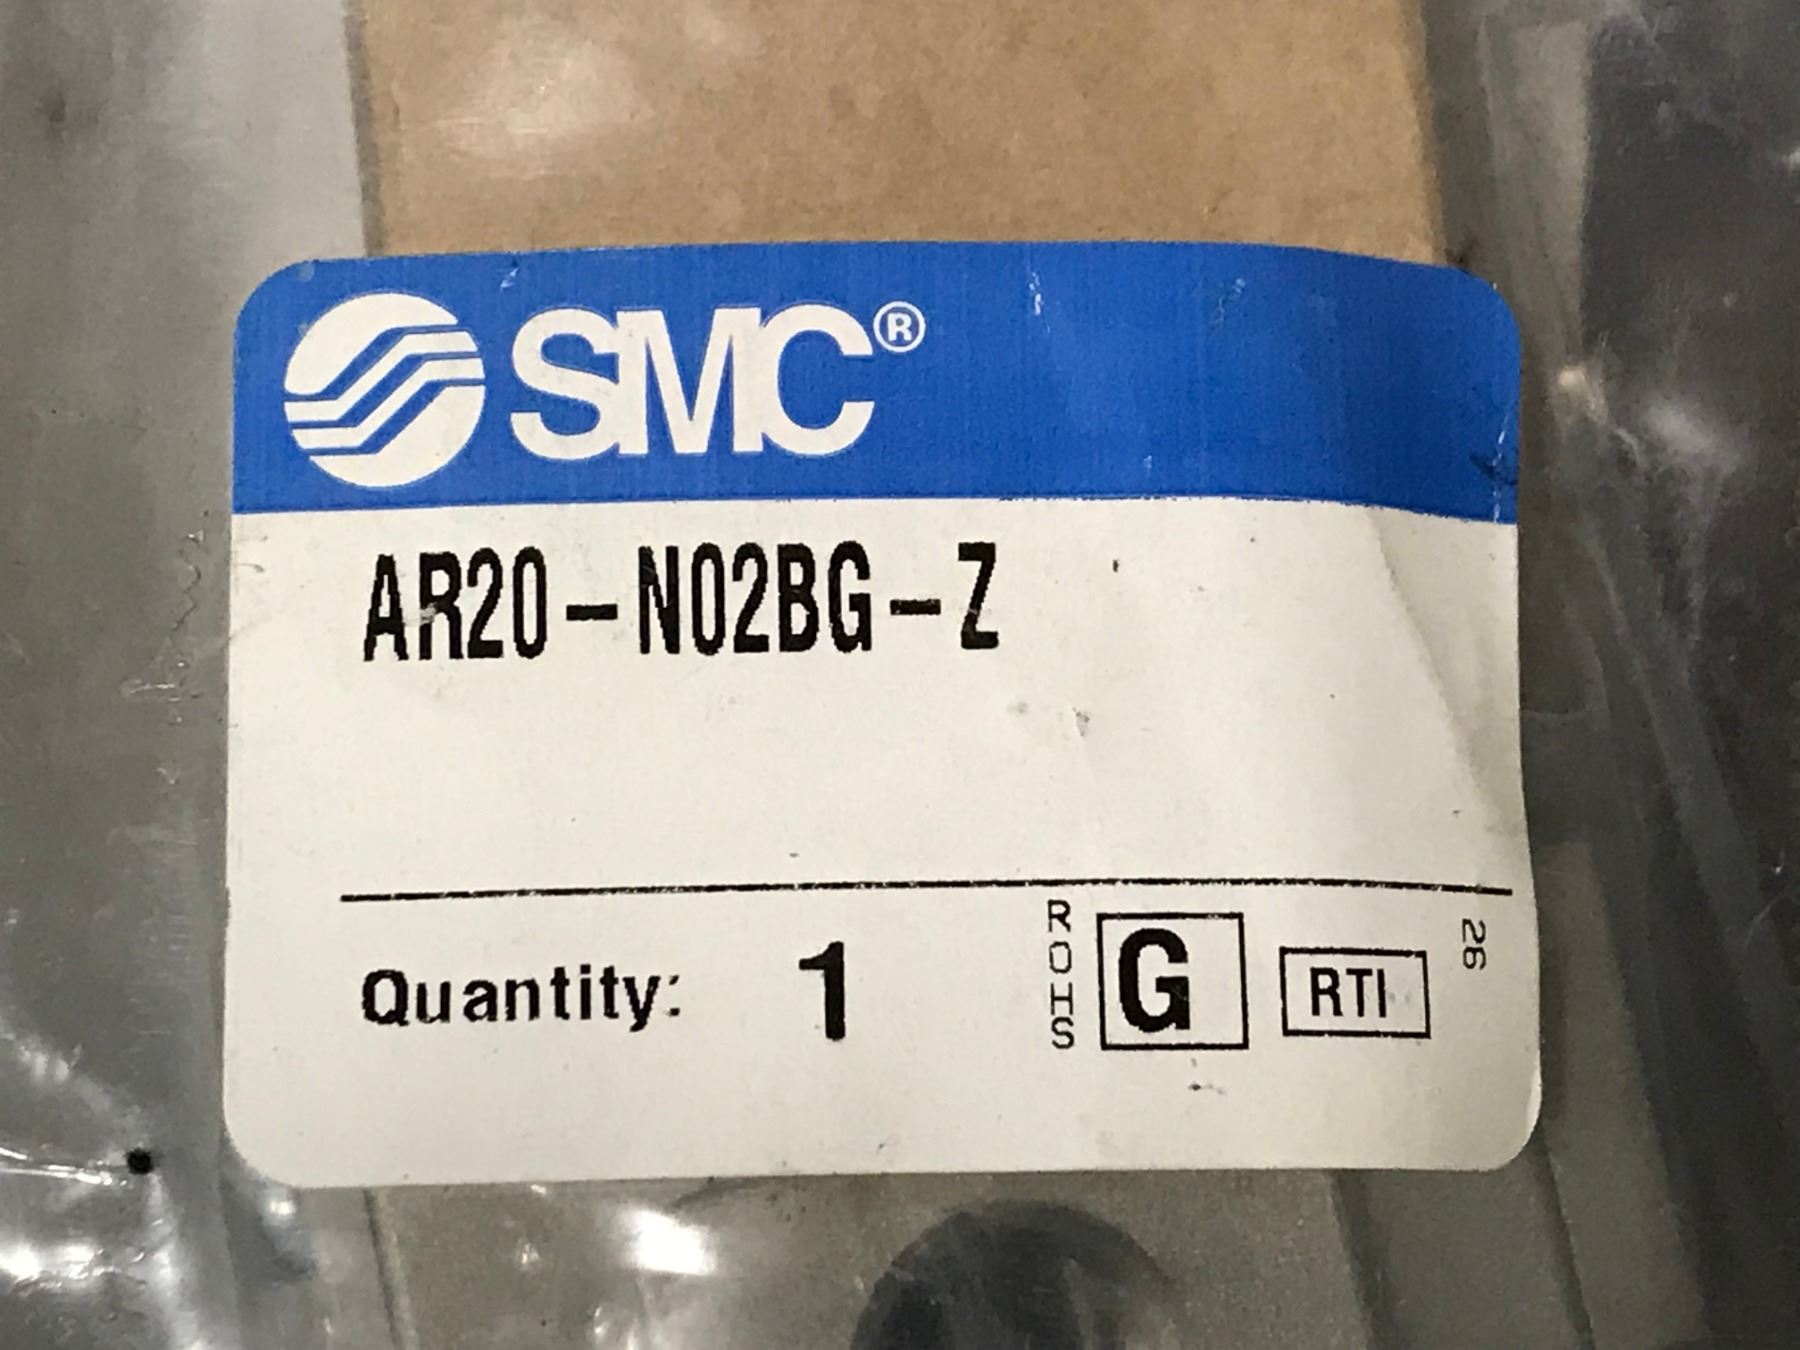 SMC®
AR20-N02BG-Z
Quantity: 1
ROHS
G
RTI
26